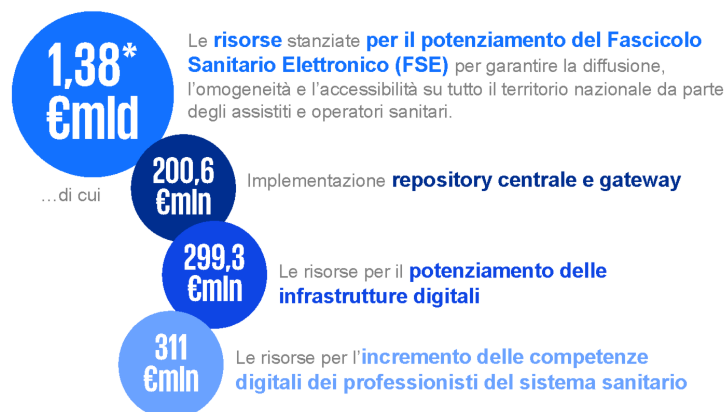 1,38*
€mld
Le risorse stanziate per il potenziamento del Fascicolo
Sanitario Elettronico (FSE) per garantire la diffusione,
l’omogeneità e l’accessibilità su tutto il territorio nazionale da parte
degli assistiti e operatori sanitari.
…di cui
200,6
€mln
Implementazione repository centrale e gateway
299,3
€mln
Le risorse per il potenziamento delle
infrastrutture digitali
311
€mln
Le risorse per l’incremento delle competenze
digitali dei professionisti del sistema sanitario